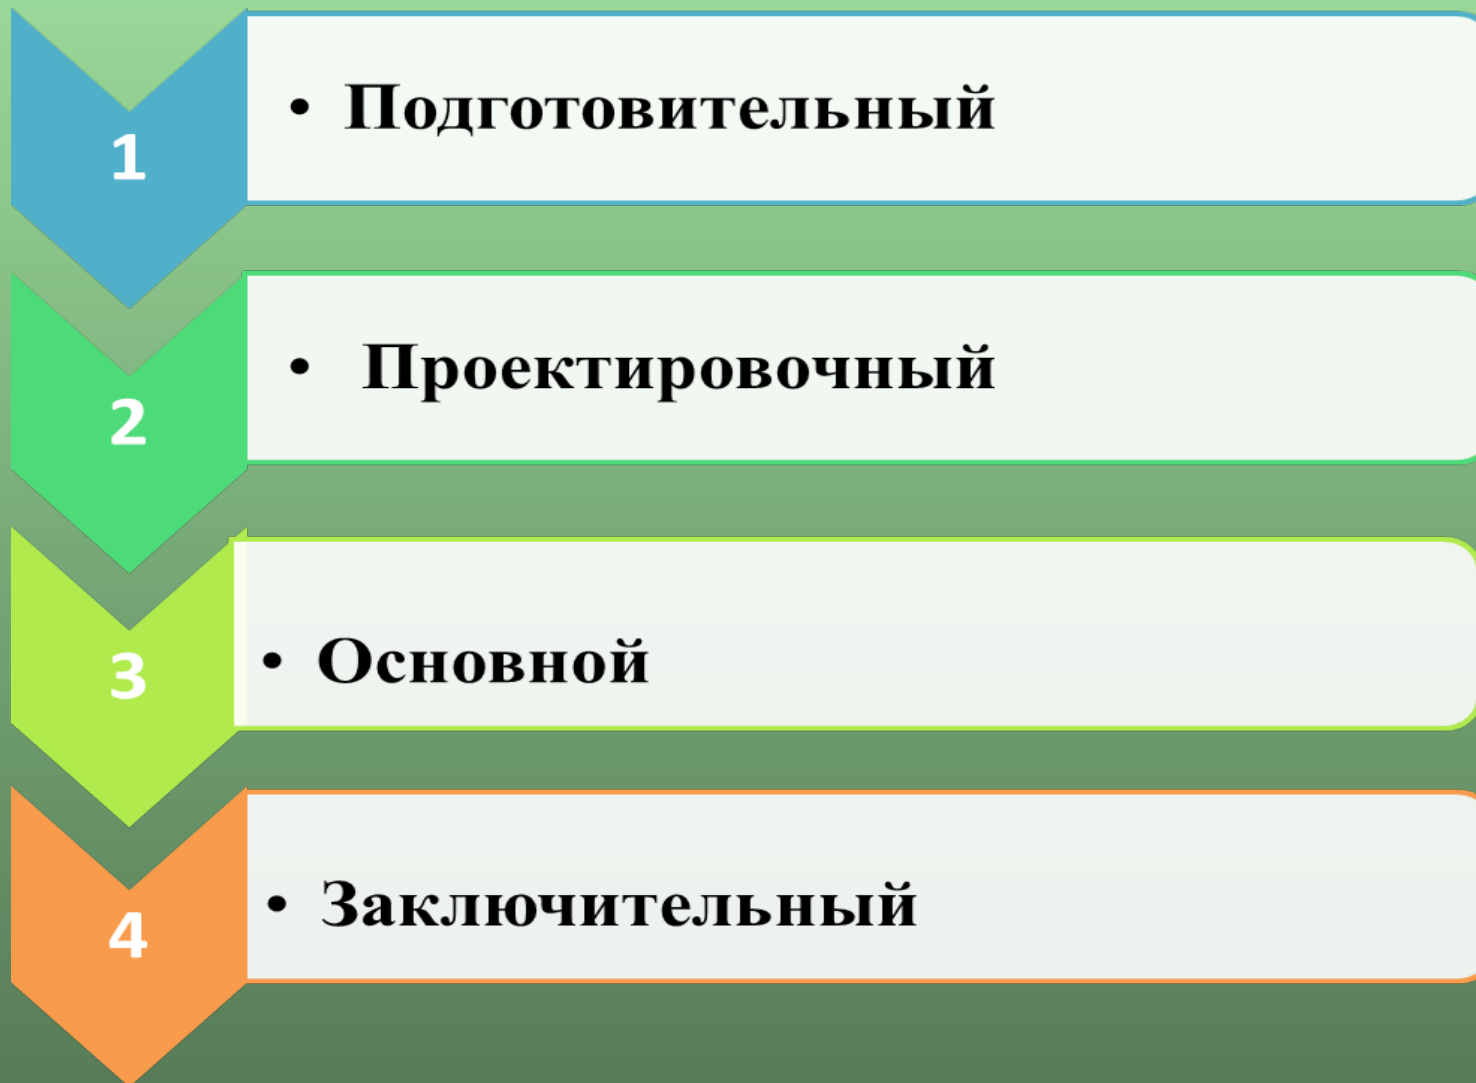 1
• Подготовительный
2
• Проектировочный
3
• Основной
4
• Заключительный